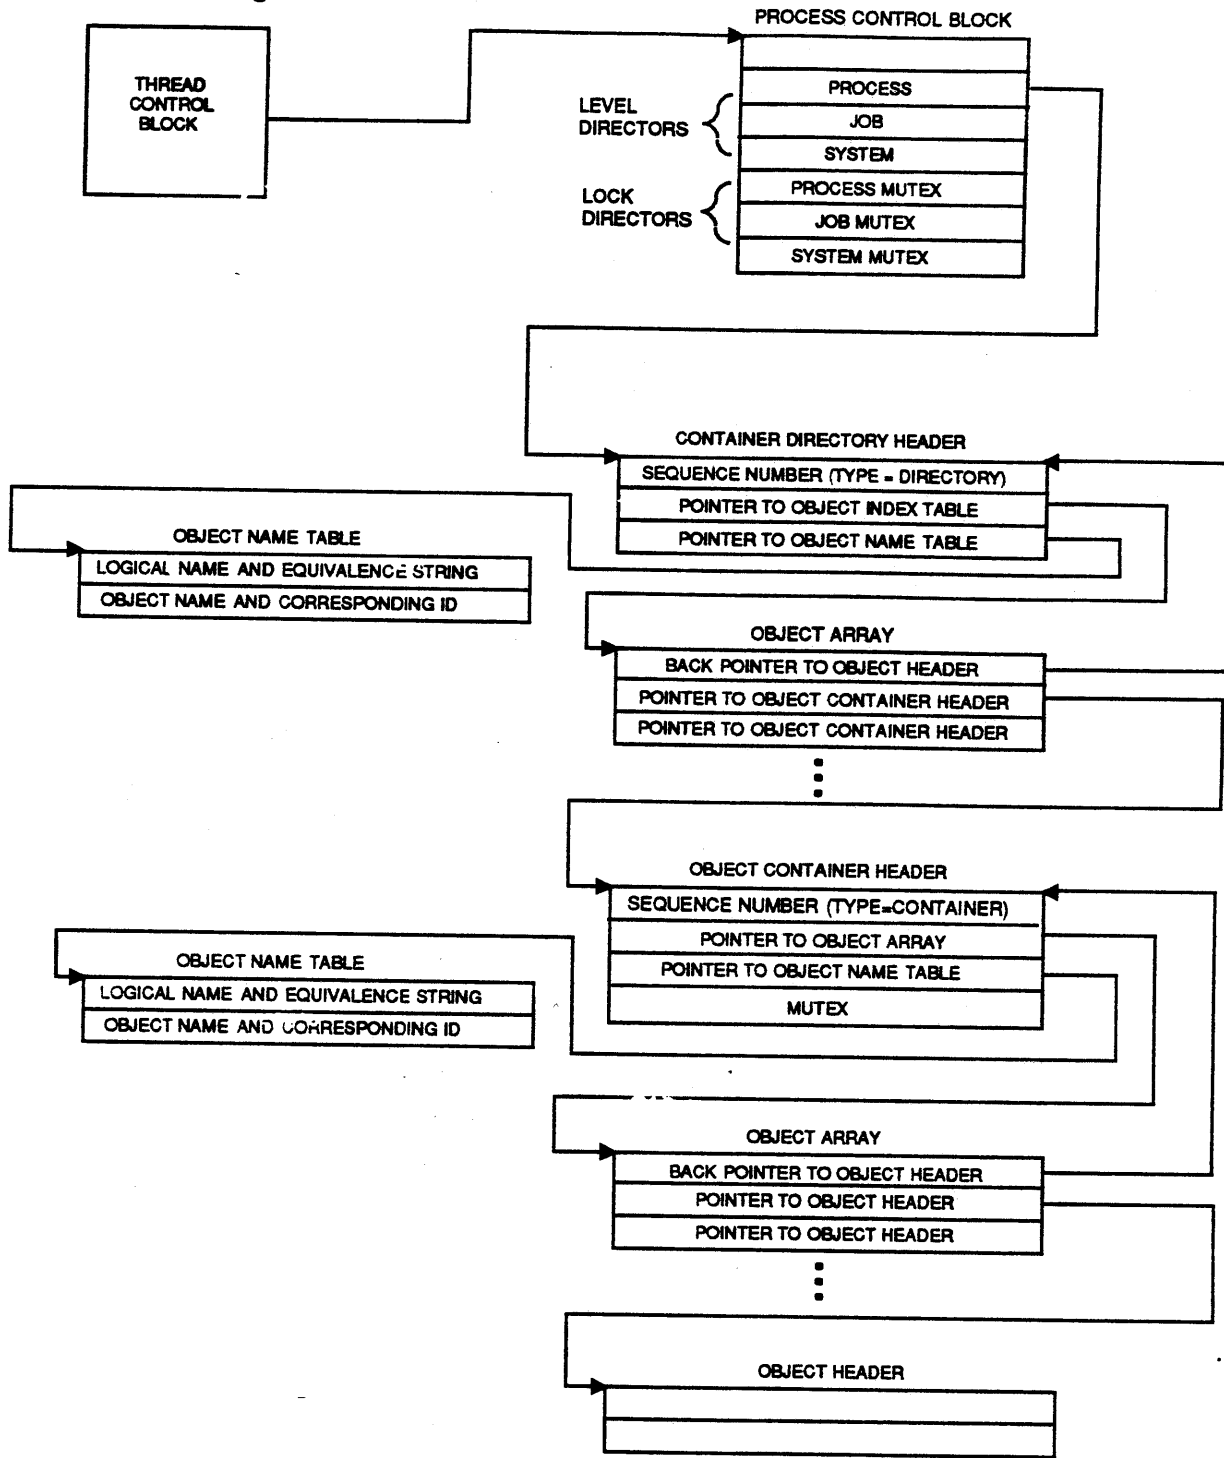 PROCESS CONTROL BLOCK
THREAD
CONTROL
BLOCK
PROCESS
LEVEL
DIRECTORS
JOB
SYSTEM
PROCESS MUTEX
LOCK
DIRECTORS
JOB MUTEX
SYSTEM MUTEX
CONTAINER DIRECTORY HEADER
SEQUENCE NUMBER (TYPE = DIRECTORY)
POINTER TO OBJECT INDEX TABLE
POINTER TO OBJECT NAME TABLE
OBJECT NAME TABLE
LOGICAL NAME AND EQUIVALENCE STRING
OBJECT NAME AND CORRESPONDING ID
OBJECT ARRAY
BACK POINTER TO OBJECT HEADER
POINTER TO OBJECT CONTAINER HEADER
POINTER TO OBJECT CONTAINER HEADER
OBJECT CONTAINER HEADER
SEQUENCE NUMBER (TYPE=CONTAINER)
POINTER TO OBJECT ARRAY
POINTER TO OBJECT NAME TABLE
MUTEX
OBJECT NAME TABLE
LOGICAL NAME AND EQUIVALENCE STRING
OBJECT NAME AND CORRESPONDING ID
OBJECT ARRAY
BACK POINTER TO OBJECT HEADER
POINTER TO OBJECT HEADER
POINTER TO OBJECT HEADER
OBJECT HEADER